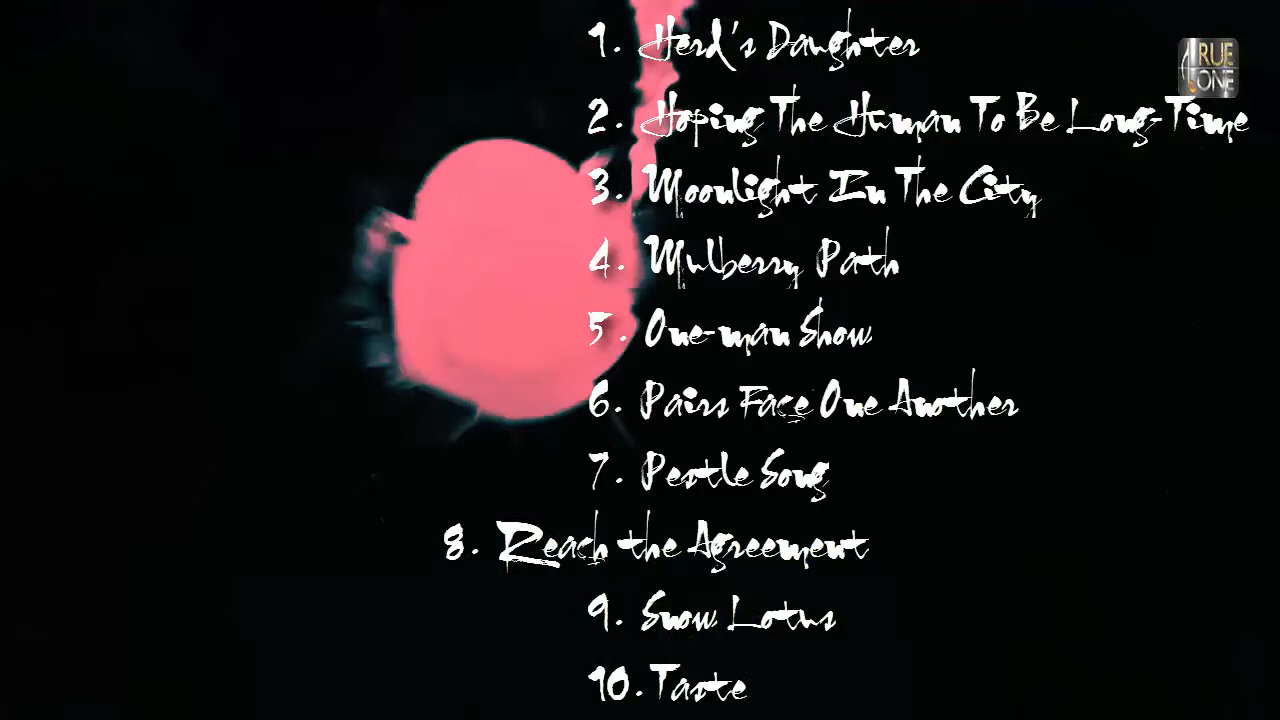 1. Herd's Daughter
RUE
ONE
2. Hoping The Human To Be Long-Time
3. Moonlight In The City
4. Mulberry Path
5. One-man Show
6. Pairs Face One Another
7. Pestle Song
8. Reach the Agreement
9. Snow Lotus
10. Taste